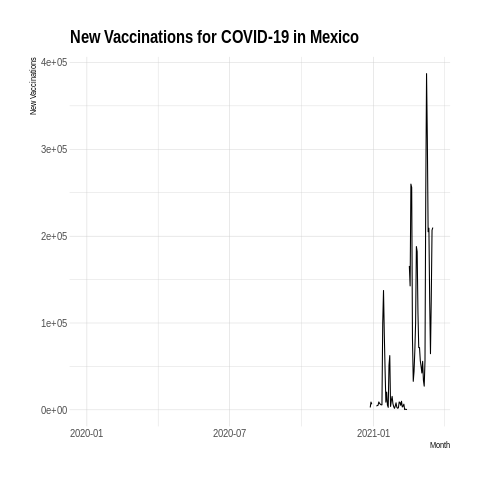 New Vaccinations for COVID-19 in Mexico
New Vaccinations
4e+05
3e+05
2e+05
1e+05
0e+00
2020-01
2020-07
2021-01
Month